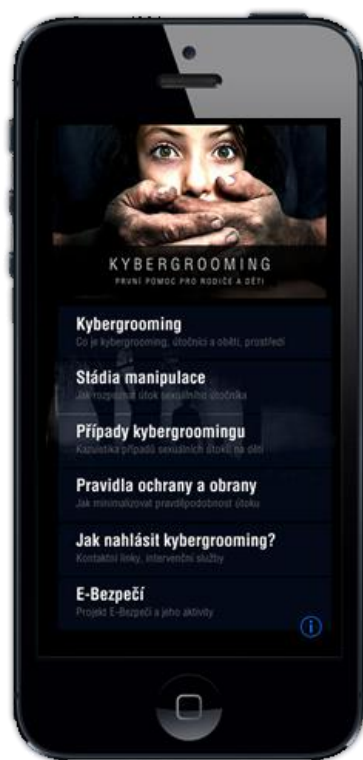 KYBERGROOMING
PRVNÍ POMOC PRO RODIČE A DĚTI
Kybergrooming
Co je kybergrooming, útočníci a oběti, prostředí
Stádia manipulace
Jak rozpoznat útok sexuálního útočníka
Případy kybergroomingu
Kazuistika případů sexuálních útoků na děti
Pravidla ochrany a obrany
Jak minimalizovat pravděpodobnost útoku
Jak nahlásit kybergrooming?
Kontaktní linky, intervenční služby
E-Bezpečí
Projekt E-Bezpečí a jeho aktivity